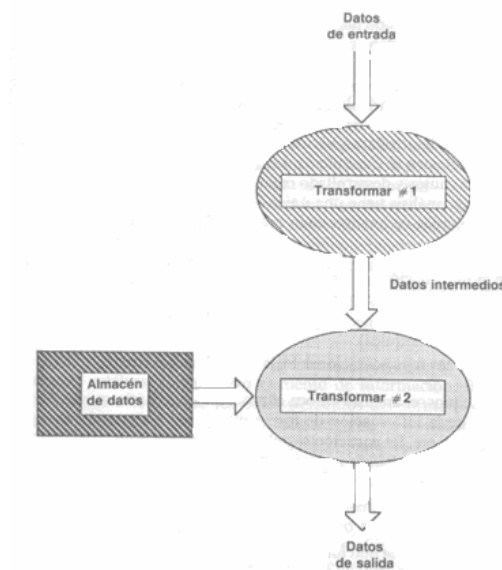 Datos
de entrada
Transformar #1
Datos intermedios
Almacén
de datos
Transformar #2
Datos
de salida